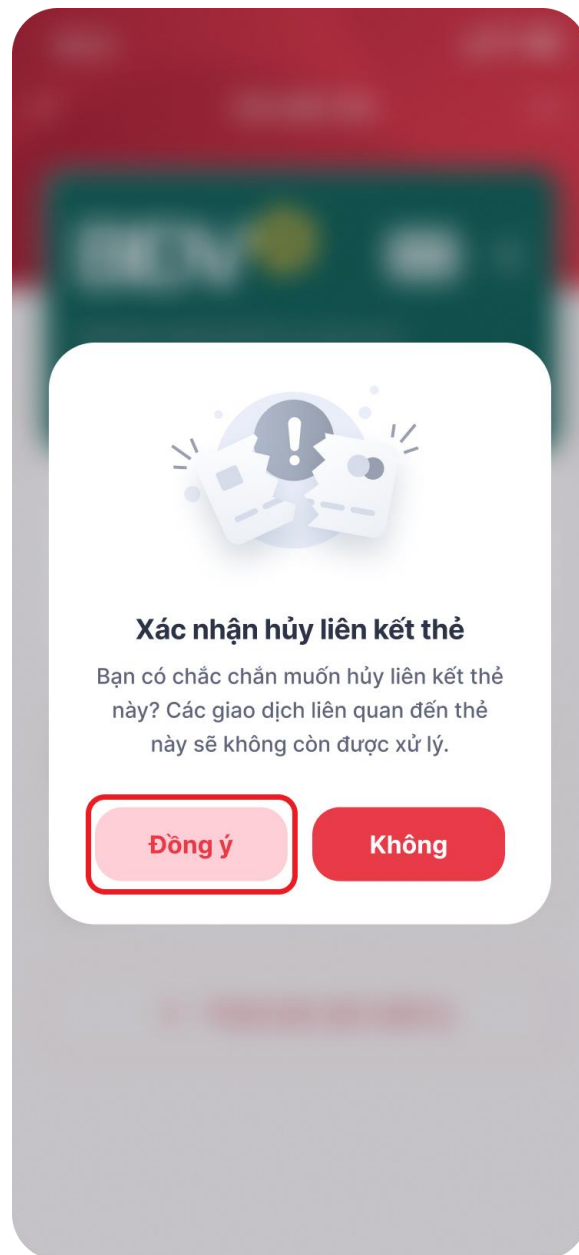 Xác nhận hủy liên kết thẻ
Bạn có chắc chắn muốn hủy liên kết thẻ
này? Các giao dịch liên quan đến thẻ
này sẽ không còn được xử lý.
Đồng ý
Không